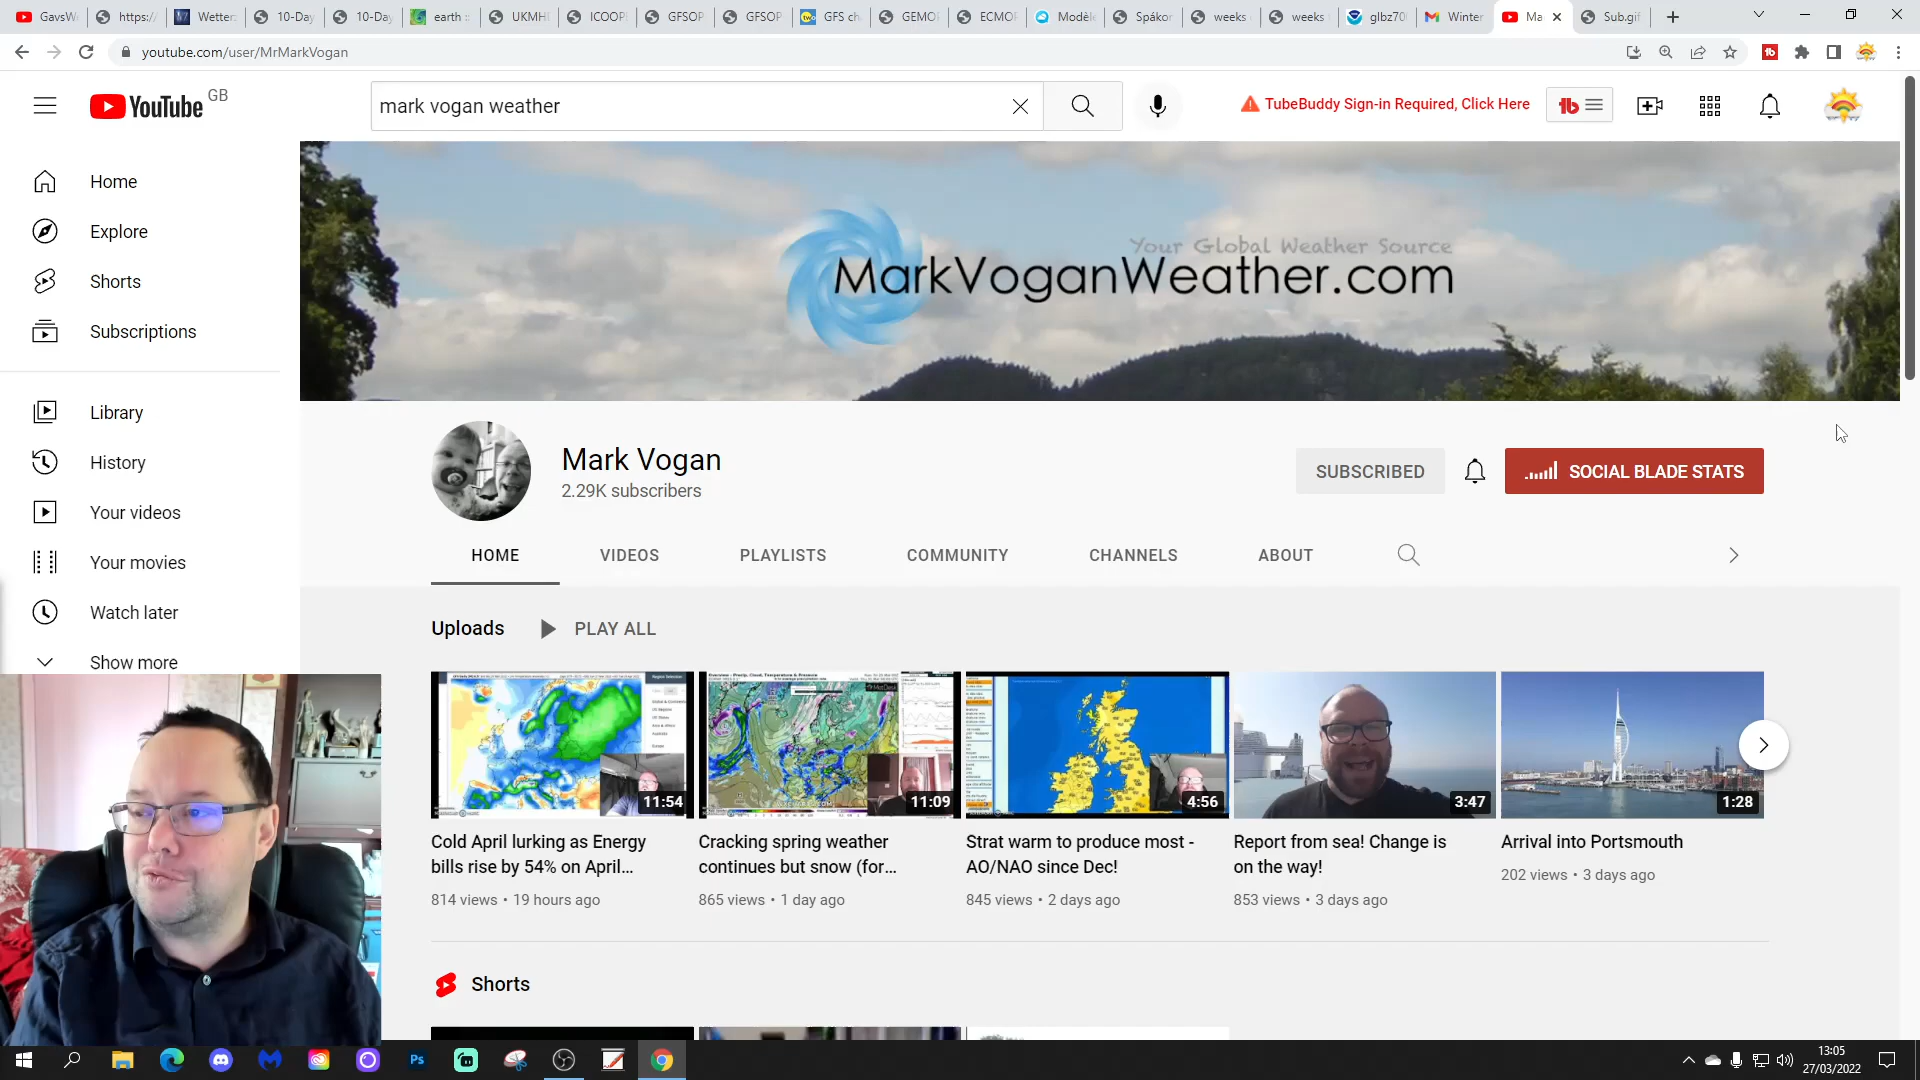 GavsW
https:/
Wetter
10-Day
10-Day
earth ::
UKMHD
ICOOP
GFSOP
GFSOP
GFS ch
GEMOP
ECMOP
Modèle
Spákor
weeks
weeks
glbz70
Winter
Ma
Sub.gif
youtube.com/user/MrMarkVogan
YouTube GB
mark vogan weather
TubeBuddy Sign-in Required, Click Here
tb
Home
Explore
Shorts
Subscriptions
Library
History
Your videos
Your movies
Watch later
Show more
Your Global Weather Source
MarkVoganWeather.com
Mark Vogan
2.29K subscribers
SUBSCRIBED
SOCIAL BLADE STATS
HOME
VIDEOS
PLAYLISTS
COMMUNITY
CHANNELS
ABOUT
Uploads
PLAY ALL
11:54
11:09
4:56
3:47
1:28
Cold April lurking as Energy
bills rise by 54% on April...
814 views • 19 hours ago
Cracking spring weather
continues but snow (for...
865 views • 1 day ago
Strat warm to produce most -
AO/NAO since Dec!
845 views • 2 days ago
Report from sea! Change is
on the way!
853 views • 3 days ago
Arrival into Portsmouth
202 views • 3 days ago
Shorts
Ps
13:05
27/03/2022